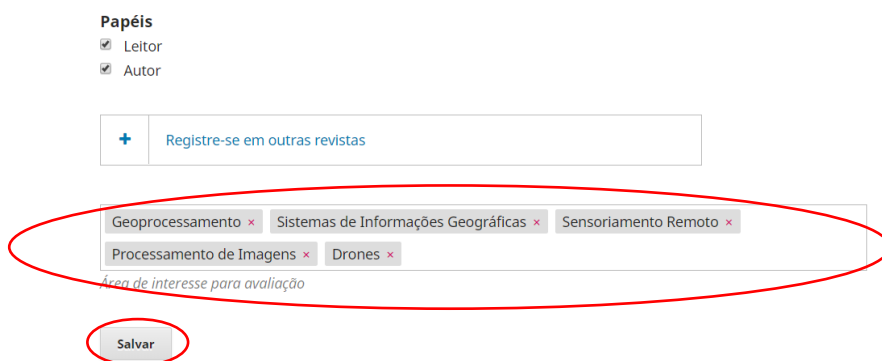 Papéis
Leitor
Autor
+ Registre-se em outras revistas
Geoprocessamento × Sistemas de Informações Geográficas × Sensoriamento Remoto ×
Processamento de Imagens × Drones ×
Área de interesse para avaliação
Salvar